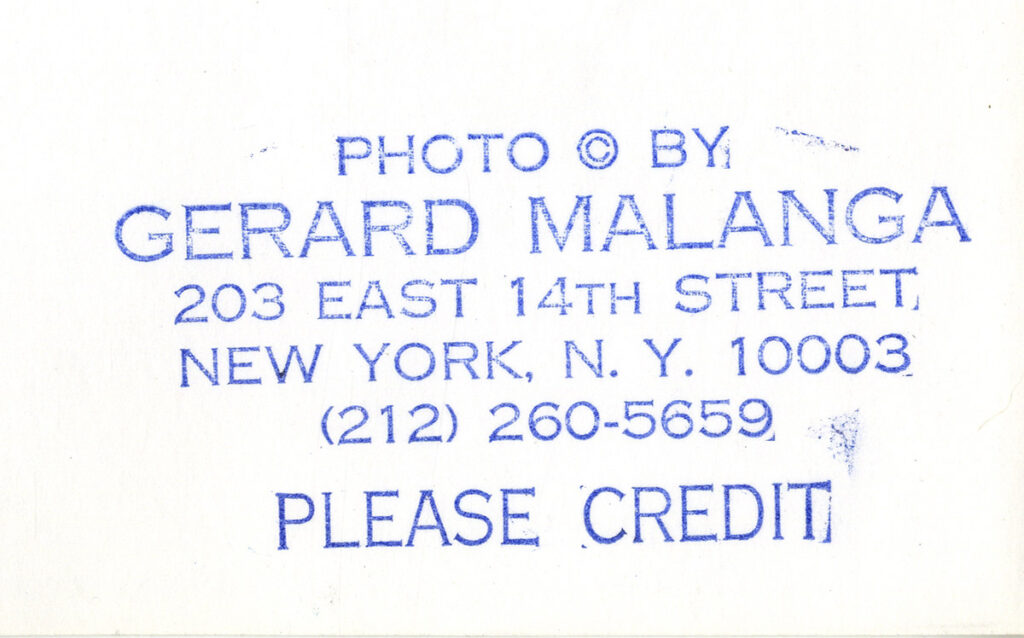 PHOTO © BY
GERARD MALANGA
203 EAST 14TH STREET
NEW YORK, N. Y. 10003
(212) 260-5659
PLEASE CREDIT